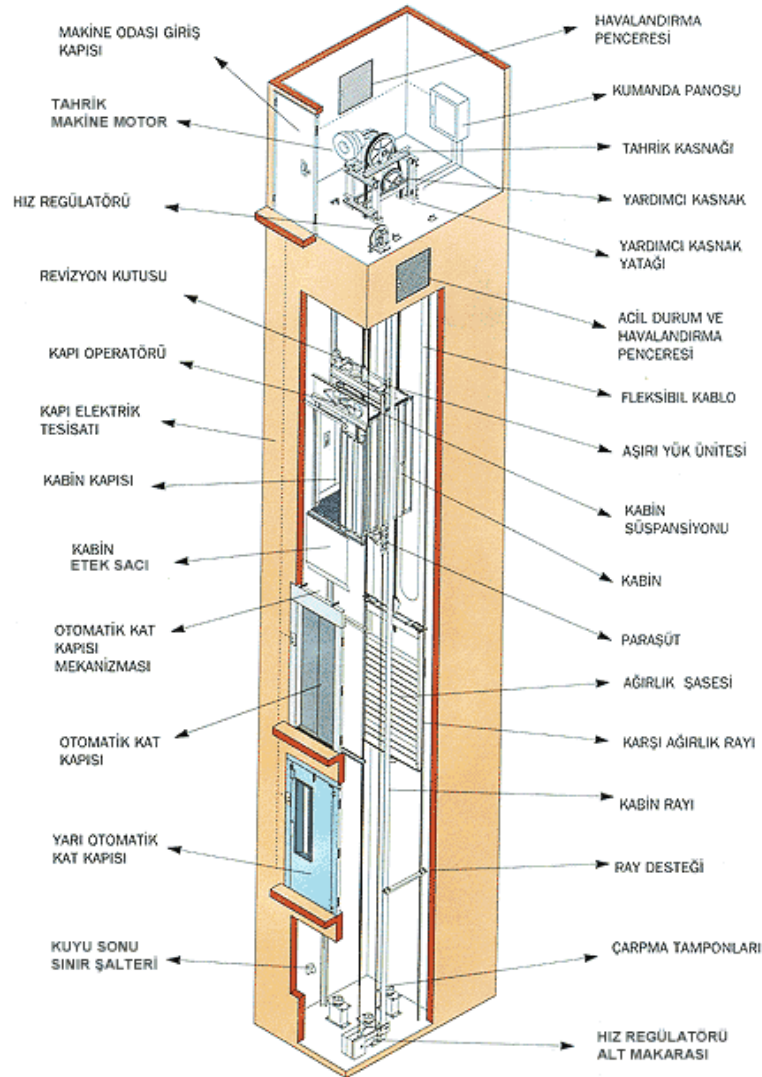 MAKİNE ODASI GİRİŞ
KAPISI
TAHRİK
MAKİNE MOTOR
HIZ REGÜLATÖRÜ
REVİZYON KUTUSU
KAPI OPERATÖRÜ
KAPI ELEKTRİK
TESİSATI
KABİN KAPISI
KABİN
ETEK SACI
OTOMATİK KAT
KAPISI
MEKANİZMASI
OTOMATİK KAT
KAPISI
YARI OTOMATİK
KAT KAPISI
KUYU SONU
SINIR ŞALTERİ
HAVALANDIRMA
PENCERESİ
KUMANDA PANOSU
TAHRİK KASNAĞI
YARDIMCI KASNAK
YARDIMCI KASNAK
YATAĞI
ACİL DURUM VE
HAVALANDIRMA
PENCERESİ
FLEKSİBIL KABLO
AŞIRI YÜK ÜNİTESİ
KABİN
SÜSPANSİYONU
KABİN
PARAŞÜT
AĞIRLIK ŞASESİ
KARŞI AĞIRLIK RAYI
KABİN RAYI
RAY DESTEĞİ
ÇARPMA TAMPONLARI
HIZ REGÜLATÖRÜ
ALT MAKARASI